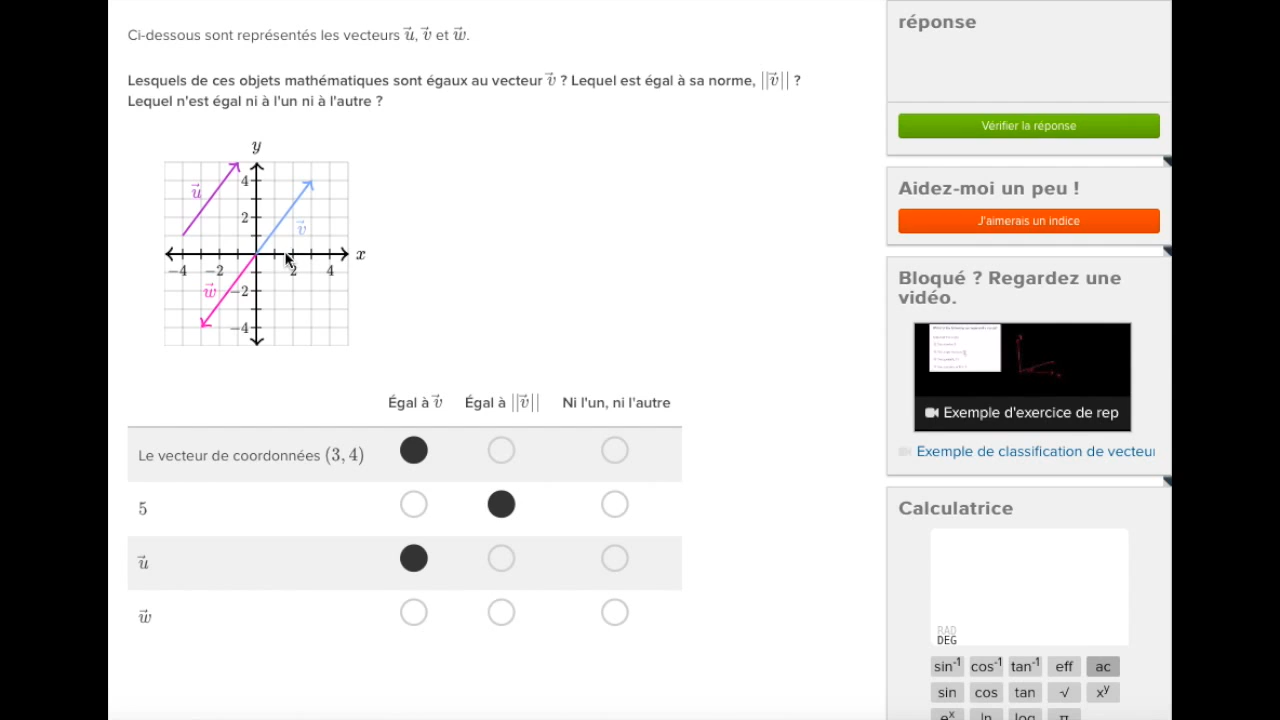 Ci-dessous sont représentés les vecteurs u⃗, v⃗ et w⃗.
Lesquels de ces objets mathématiques sont égaux au vecteur v⃗ ? Lequel est égal à sa norme, ||v⃗|| ?
Lequel n'est égal ni à l'un ni à l'autre ?
y
4
u⃗
2
v⃗
x
−4 −2 2 4
w⃗
−2
−4
Égal à v⃗ Égal à ||v⃗|| Ni l'un, ni l'autre
Le vecteur de coordonnées (3, 4)
5
u⃗
w⃗
réponse
Vérifier la réponse
Aidez-moi un peu !
J'aimerais un indice
Bloqué ? Regardez une
vidéo.
Exemple d'exercice de rep
Exemple de classification de vecteur
Calculatrice
RAD
DEG
sin⁻¹ cos⁻¹ tan⁻¹ eff ac
sin cos tan √ xʸ
eˣ ln log π